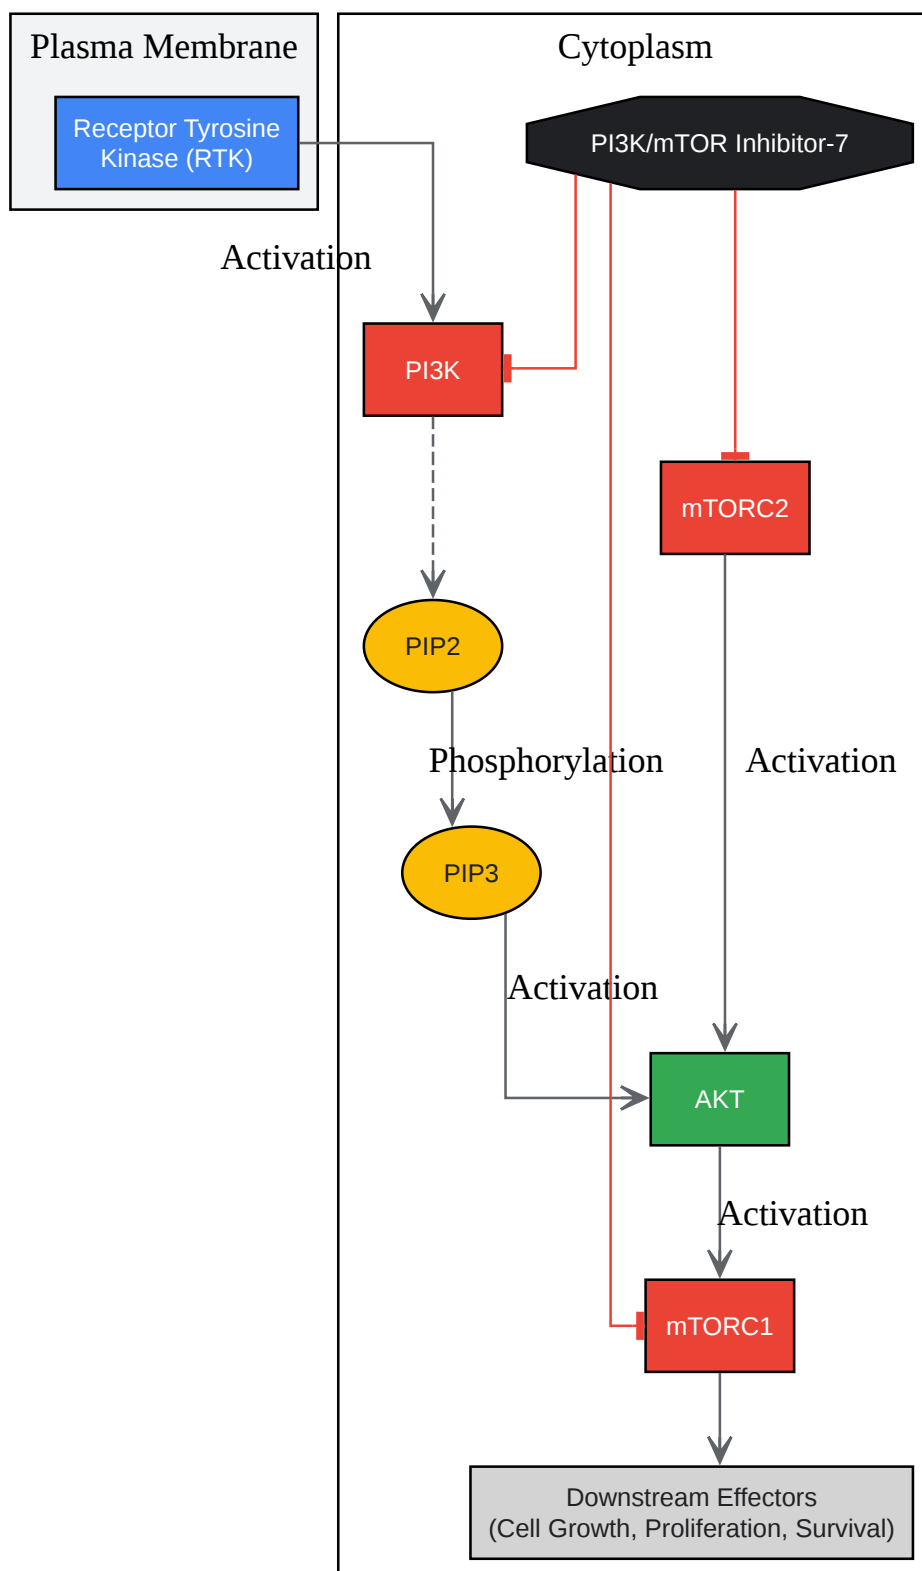 Plasma Membrane
Cytoplasm
Receptor Tyrosine
Kinase (RTK)
PI3K/mTOR Inhibitor-7
Activation
PI3K
mTORC2
PIP2
Phosphorylation
Activation
PIP3
Activation
AKT
Activation
mTORC1
Downstream Effectors
(Cell Growth, Proliferation, Survival)